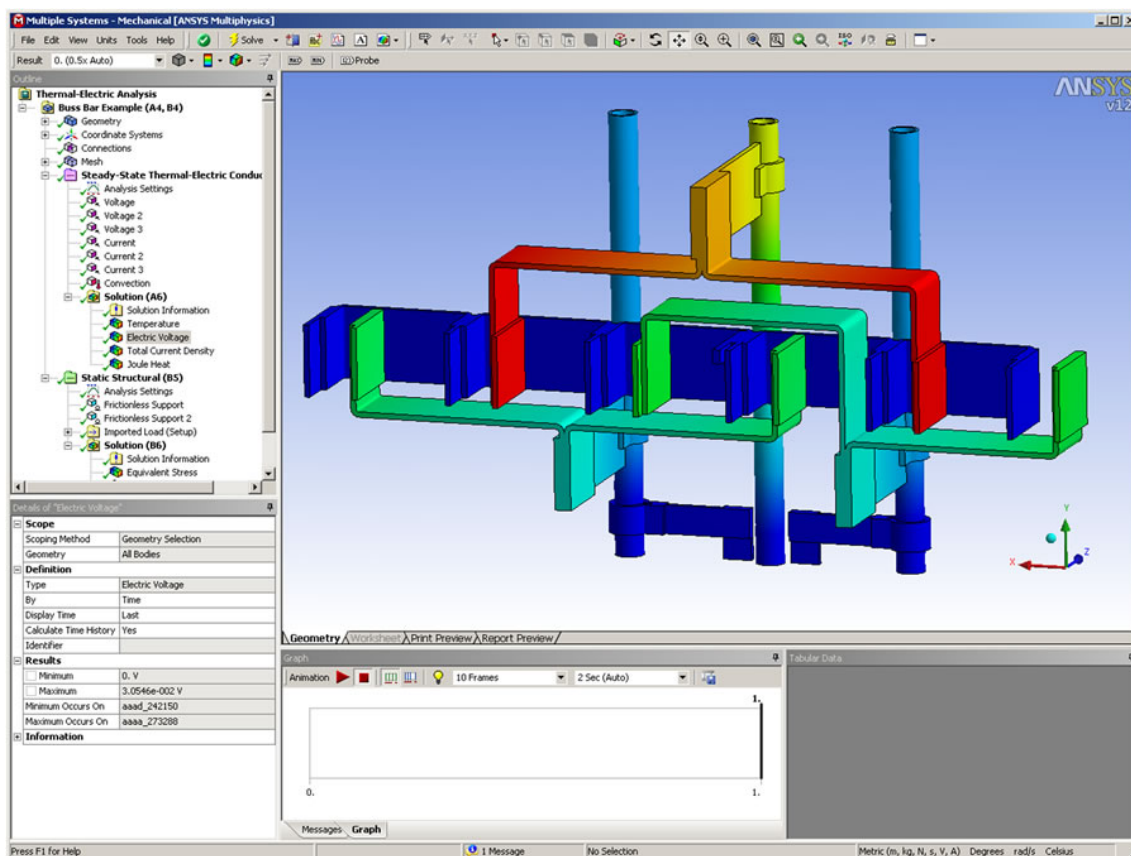 Multiple Systems - Mechanical [ANSYS Multiphysics]
File Edit View Units Tools Help Solve
Result 0. (0.5x Auto) Probe
Outline
Thermal-Electric Analysis
Buss Bar Example (A4, B4)
Geometry
Coordinate Systems
Connections
Mesh
Steady-State Thermal-Electric Conduc
Analysis Settings
Voltage
Voltage 2
Voltage 3
Current
Current 2
Current 3
Convection
Solution (A6)
Solution Information
Temperature
Electric Voltage
Total Current Density
Joule Heat
Static Structural (B5)
Analysis Settings
Frictionless Support
Frictionless Support 2
Imported Load (Setup)
Solution (B6)
Solution Information
Equivalent Stress
ANSYS
v12
Y
X
Z
Details of "Electric Voltage"
Scope
Scoping Method Geometry Selection
Geometry All Bodies
Definition
Type Electric Voltage
By Time
Display Time Last
Calculate Time History Yes
Identifier
Results
Minimum 0. V
Maximum 3.0546e-002 V
Minimum Occurs On aaad_242150
Maximum Occurs On aaaa_273288
Information
Geometry Worksheet Print Preview Report Preview
Graph
Animation 10 Frames 2 Sec (Auto)
1.
0. 1.
Messages Graph
Tabular Data
Press F1 for Help 1 Message No Selection Metric (m, kg, N, s, V, A) Degrees rad/s Celsius